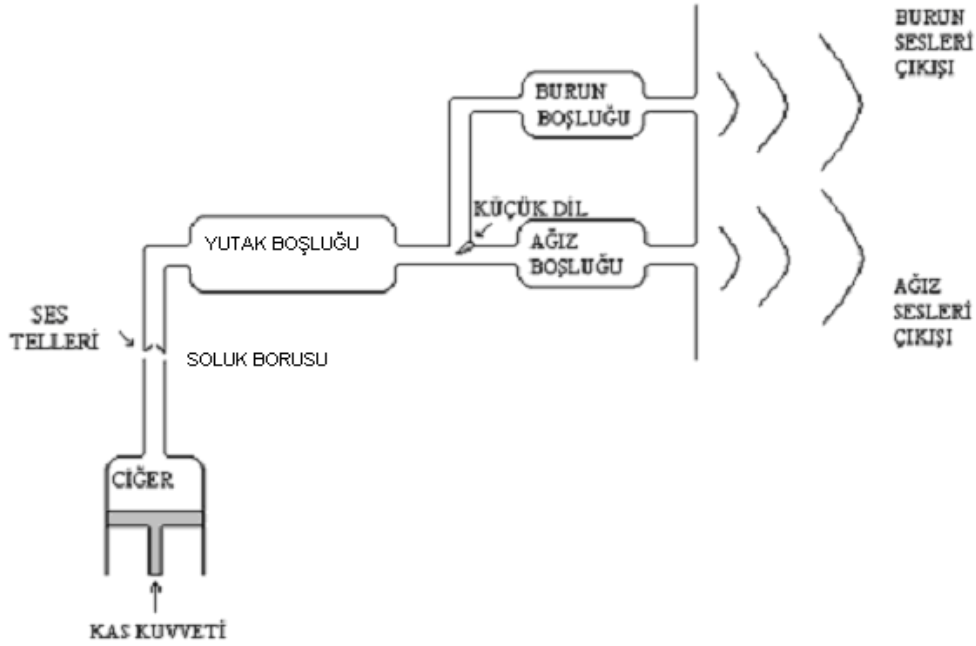 BURUN
SESLERİ
ÇIKIŞI
BURUN
BOŞLUĞU
KÜÇÜK DİL
YUTAK BOŞLUĞU
AĞIZ
BOŞLUĞU
AĞIZ
SESLERİ
ÇIKIŞI
SES
TELLERİ
SOLUK BORUSU
CİĞER
KAS KUVVETİ